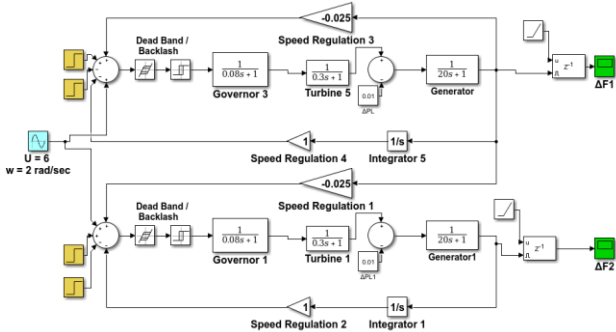 -0.025
Speed Regulation 3
Dead Band /
Backlash
1
0.08s + 1
Governor 3
1
0.3s + 1
Turbine 5
0.01
ΔPL
1
20s + 1
Generator
Z⁻¹
ΔF1
U = 6
w = 2 rad/sec
1
Speed Regulation 4
1/s
Integrator 5
-0.025
Speed Regulation 1
Dead Band /
Backlash
1
0.08s + 1
Governor 1
1
0.3s + 1
Turbine 1
0.01
ΔPL1
1
20s + 1
Generator1
Z⁻¹
ΔF2
1
Speed Regulation 2
1/s
Integrator 1